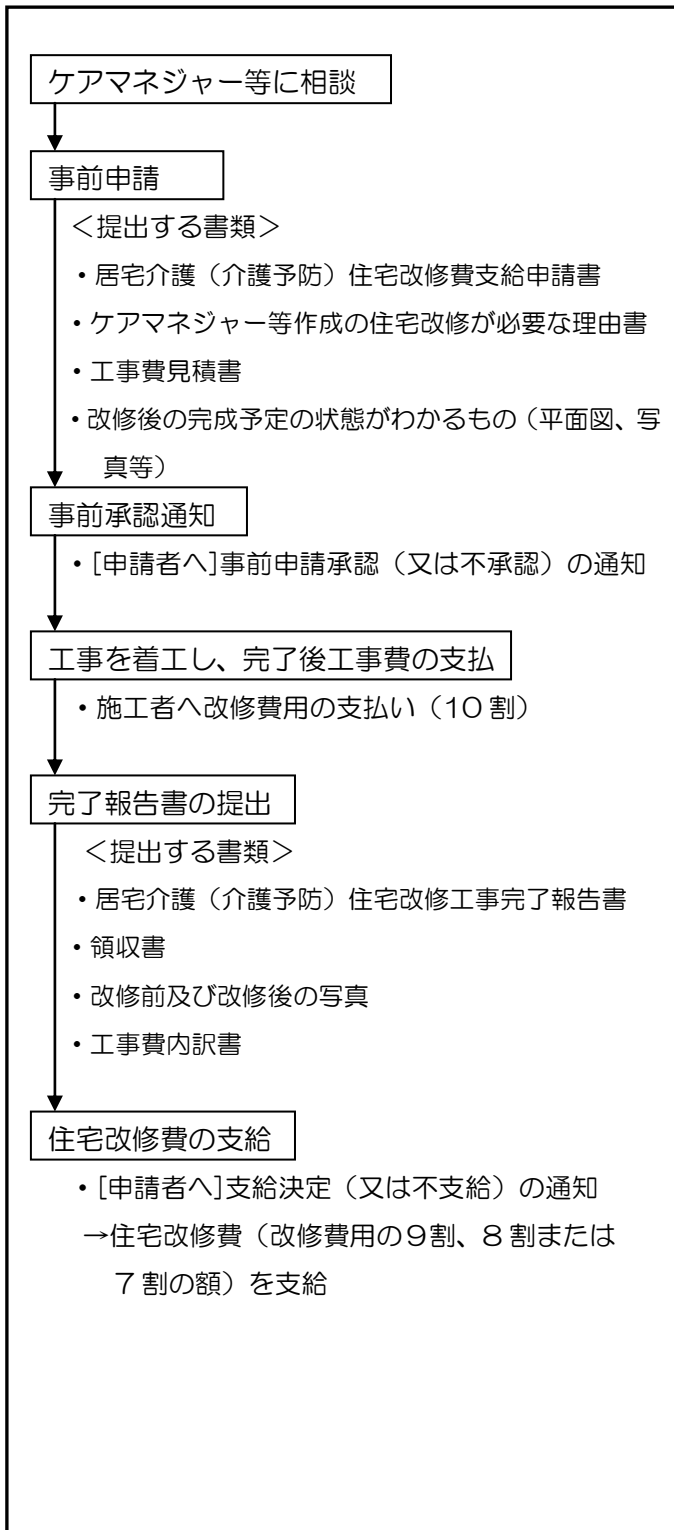 ケアマネジャー等に相談
事前申請
＜提出する書類＞
・居宅介護（介護予防）住宅改修費支給申請書
・ケアマネジャー等作成の住宅改修が必要な理由書
・工事費見積書
・改修後の完成予定の状態がわかるもの（平面図、写
真等）
事前承認通知
・[申請者へ]事前申請承認（又は不承認）の通知
工事を着工し、完了後工事費の支払
・施工者へ改修費用の支払い（10割）
完了報告書の提出
＜提出する書類＞
・居宅介護（介護予防）住宅改修工事完了報告書
・領収書
・改修前及び改修後の写真
・工事費内訳書
住宅改修費の支給
・[申請者へ]支給決定（又は不支給）の通知
→住宅改修費（改修費用の９割、８割または
７割の額）を支給